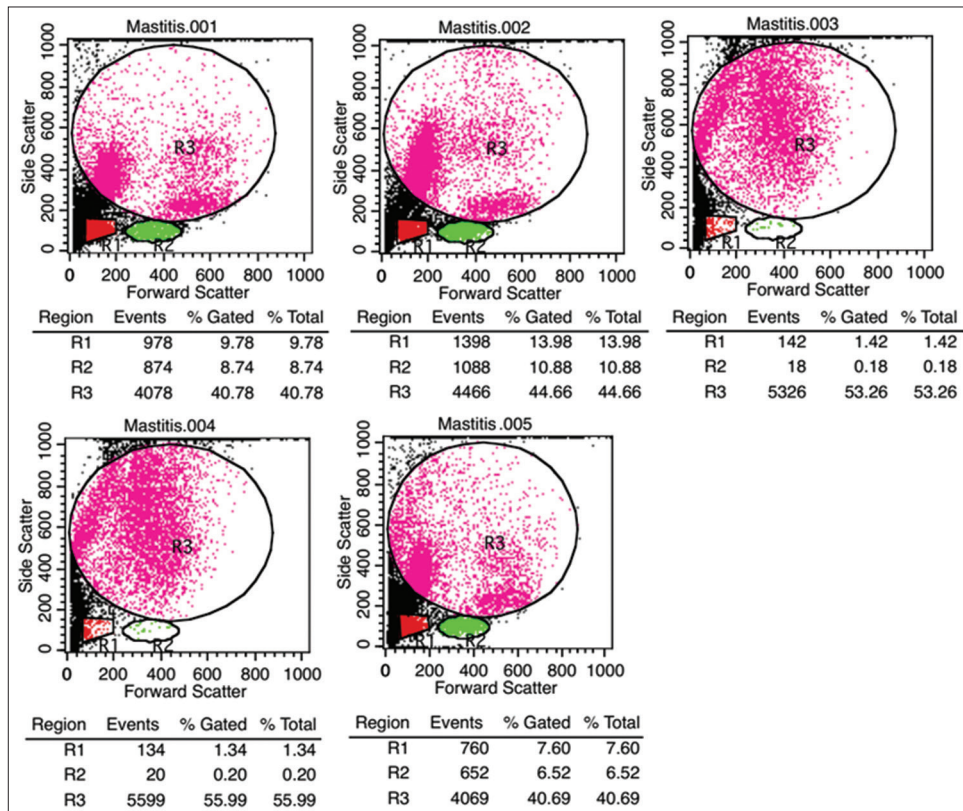 Mastitis.001
Side Scatter
1000
800
600
400
200
0
R3
R1
R2
0 200 400 600 800 1000
Forward Scatter
Region Events % Gated % Total
R1 978 9.78 9.78
R2 874 8.74 8.74
R3 4078 40.78 40.78
Mastitis.002
Side Scatter
1000
800
600
400
200
0
R3
R1
R2
0 200 400 600 800 1000
Forward Scatter
Region Events % Gated % Total
R1 1398 13.98 13.98
R2 1088 10.88 10.88
R3 4466 44.66 44.66
Mastitis.003
Side Scatter
1000
800
600
400
200
0
R3
R1
R2
0 200 400 600 800 1000
Forward Scatter
Region Events % Gated % Total
R1 142 1.42 1.42
R2 18 0.18 0.18
R3 5326 53.26 53.26
Mastitis.004
Side Scatter
1000
800
600
400
200
0
R3
R1
R2
0 200 400 600 800 1000
Forward Scatter
Region Events % Gated % Total
R1 134 1.34 1.34
R2 20 0.20 0.20
R3 5599 55.99 55.99
Mastitis.005
Side Scatter
1000
800
600
400
200
0
R3
R1
R2
0 200 400 600 800 1000
Forward Scatter
Region Events % Gated % Total
R1 760 7.60 7.60
R2 652 6.52 6.52
R3 4069 40.69 40.69